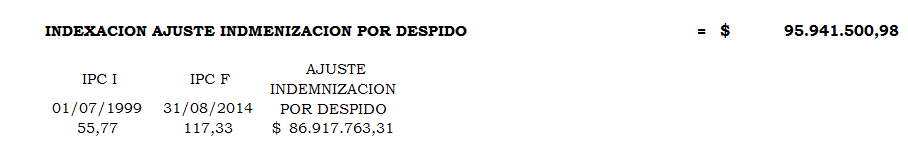 INDEXACION AJUSTE INDMENIZACION POR DESPIDO = $ 95.941.500,98
IPC I IPC F AJUSTE INDEMNIZACION POR DESPIDO
01/07/1999 31/08/2014
55,77 117,33 $ 86.917.763,31